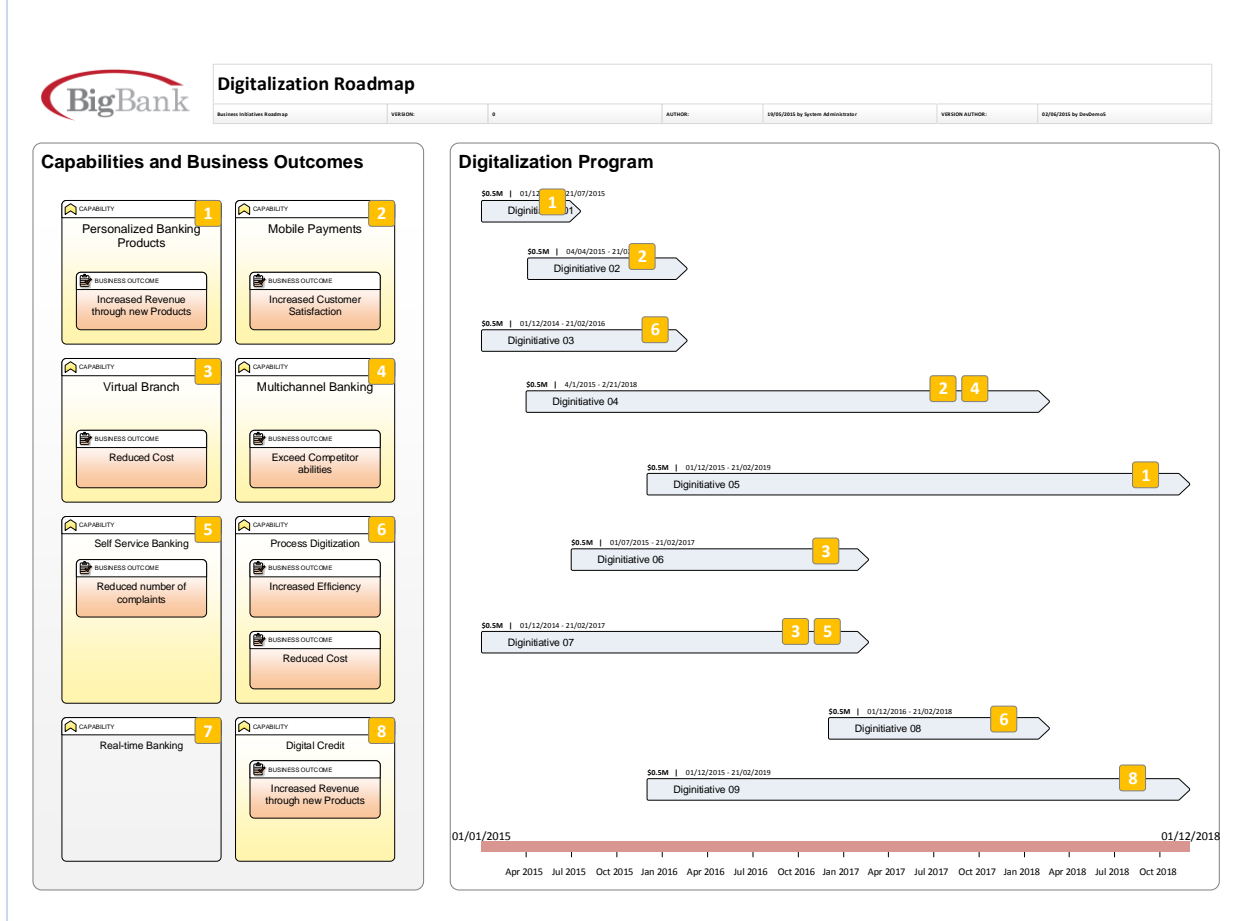 BigBank
Digitalization Roadmap
Business Initiatives Roadmap VERSION: 0 AUTHOR: 19/05/2015 by System Administrator VERSION AUTHOR: 02/06/2015 by DevDemo5
Capabilities and Business Outcomes
CAPABILITY 1
Personalized Banking
Products
BUSINESS OUTCOME
Increased Revenue
through new Products
CAPABILITY 2
Mobile Payments
BUSINESS OUTCOME
Increased Customer
Satisfaction
CAPABILITY 3
Virtual Branch
BUSINESS OUTCOME
Reduced Cost
CAPABILITY 4
Multichannel Banking
BUSINESS OUTCOME
Exceed Competitor
abilities
CAPABILITY 5
Self Service Banking
BUSINESS OUTCOME
Reduced number of
complaints
CAPABILITY 6
Process Digitization
BUSINESS OUTCOME
Increased Efficiency
BUSINESS OUTCOME
Reduced Cost
CAPABILITY 7
Real-time Banking
CAPABILITY 8
Digital Credit
BUSINESS OUTCOME
Increased Revenue
through new Products
Digitalization Program
$0.5M | 01/12 21/07/2015
1
Diginiti 01
$0.5M | 04/04/2015 - 21/0
2
Diginitiative 02
$0.5M | 01/12/2014 - 21/02/2016
6
Diginitiative 03
$0.5M | 4/1/2015 - 2/21/2018
2 4
Diginitiative 04
$0.5M | 01/12/2015 - 21/02/2019
1
Diginitiative 05
$0.5M | 01/07/2015 - 21/02/2017
3
Diginitiative 06
$0.5M | 01/12/2014 - 21/02/2017
3 5
Diginitiative 07
$0.5M | 01/12/2016 - 21/02/2018
6
Diginitiative 08
$0.5M | 01/12/2015 - 21/02/2019
8
Diginitiative 09
01/01/2015 01/12/2018
Apr 2015 Jul 2015 Oct 2015 Jan 2016 Apr 2016 Jul 2016 Oct 2016 Jan 2017 Apr 2017 Jul 2017 Oct 2017 Jan 2018 Apr 2018 Jul 2018 Oct 2018